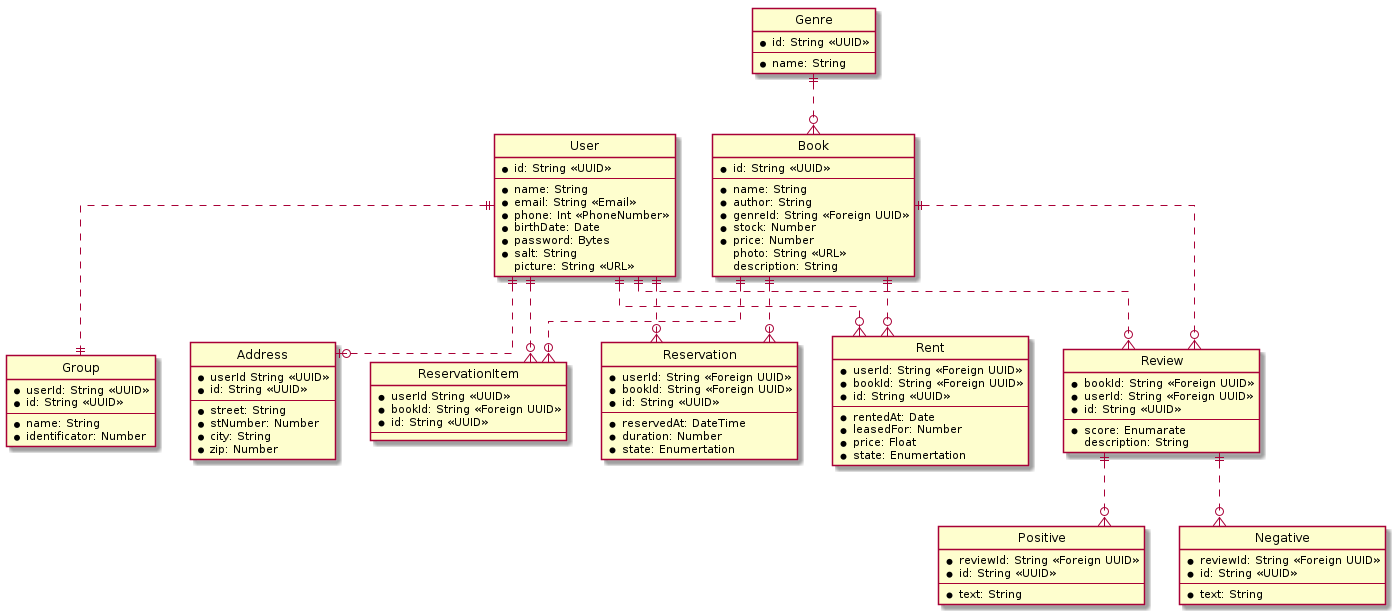 Genre
id: String «UUID»
name: String
User
id: String «UUID»
name: String
email: String «Email»
phone: Int «PhoneNumber»
birthDate: Date
password: Bytes
salt: String
picture: String «URL»
Book
id: String «UUID»
name: String
author: String
genreId: String «Foreign UUID»
stock: Number
price: Number
photo: String «URL»
description: String
Group
userId: String «UUID»
id: String «UUID»
name: String
identificator: Number
Address
userId String «UUID»
id: String «UUID»
street: String
stNumber: Number
city: String
zip: Number
ReservationItem
userId String «UUID»
bookId: String «Foreign UUID»
id: String «UUID»
Reservation
userId: String «Foreign UUID»
bookId: String «Foreign UUID»
id: String «UUID»
reservedAt: DateTime
duration: Number
state: Enumertation
Rent
userId: String «Foreign UUID»
bookId: String «Foreign UUID»
id: String «UUID»
rentedAt: Date
leasedFor: Number
price: Float
state: Enumertation
Review
bookId: String «Foreign UUID»
userId: String «Foreign UUID»
id: String «UUID»
score: Enumarate
description: String
Positive
reviewId: String «Foreign UUID»
id: String «UUID»
text: String
Negative
reviewId: String «Foreign UUID»
id: String «UUID»
text: String